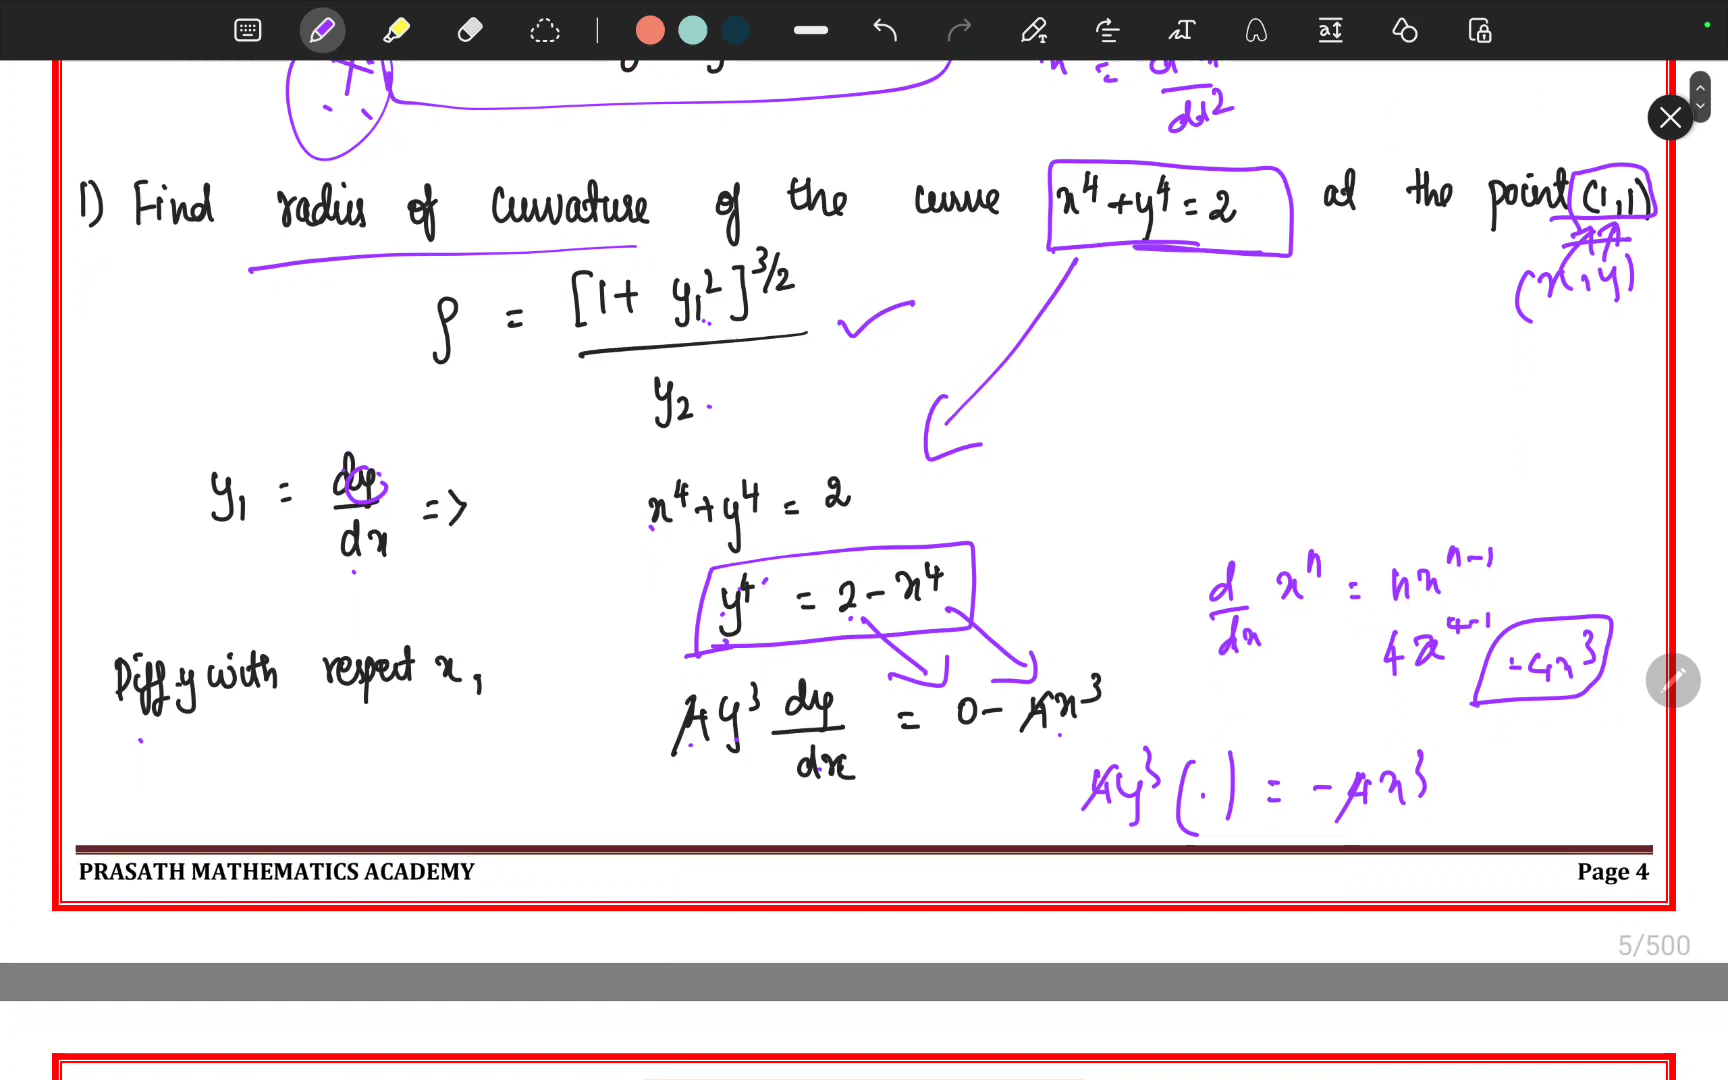 1) Find radius of curvature of the curve x⁴+y⁴=2 at the point (1,1)
(x,y)
ρ = [1+ y₁²]^3/2 / y₂
y₁ = dy/dx => x⁴+y⁴ = 2
y⁴ = 2-x⁴
d/dx xⁿ = nxⁿ⁻¹
4x⁴⁻¹
=4x³
Diff y with respect x,
4y³ dy/dx = 0-4x³
4y³(.) = -4x³
PRASATH MATHEMATICS ACADEMY Page 4
5/500